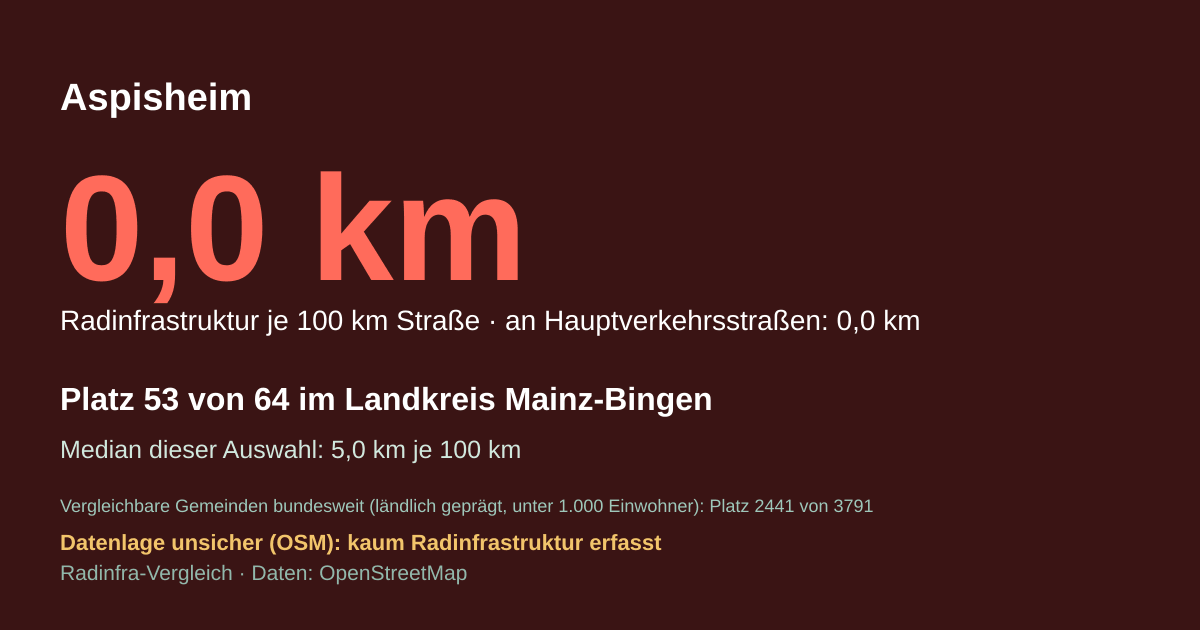 Aspisheim
0,0 km
Radinfrastruktur je 100 km Straße · an Hauptverkehrsstraßen: 0,0 km
Platz 53 von 64 im Landkreis Mainz-Bingen
Median dieser Auswahl: 5,0 km je 100 km
Vergleichbare Gemeinden bundesweit (ländlich geprägt, unter 1.000 Einwohner): Platz 2441 von 3791
Datenlage unsicher (OSM): kaum Radinfrastruktur erfasst
Radinfra-Vergleich · Daten: OpenStreetMap